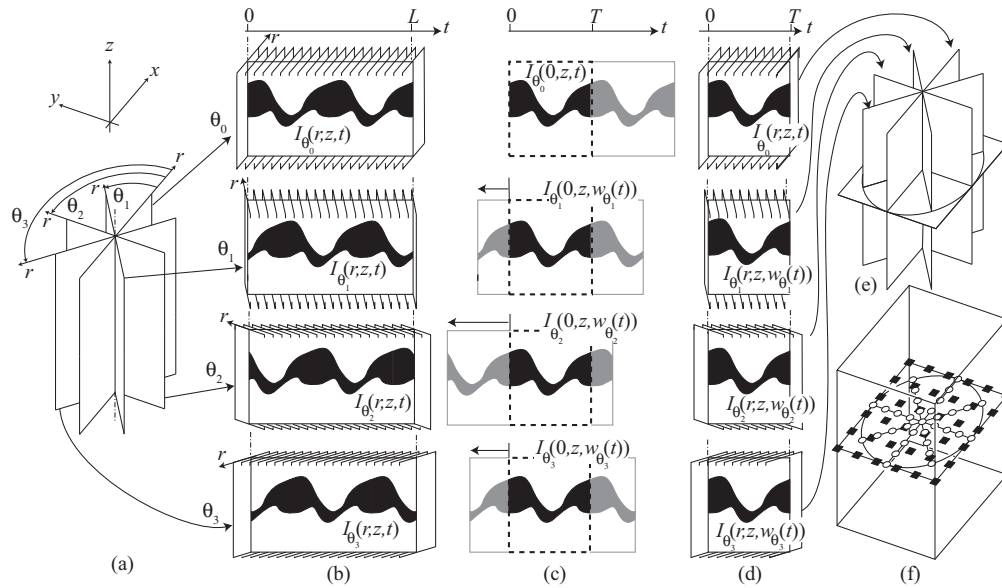 0
L
t
r
0
T
t
0
T
t
z
x
y
θ0
r
r
θ1
θ2
θ3
r
r
Iθ0(r,z,t)
Iθ0(0,z,t)
Iθ0(r,z,t)
r
θ1
Iθ1(r,z,t)
Iθ1(0,z,wθ1(t))
Iθ1(r,z,wθ1(t))
(e)
r
θ2
Iθ2(r,z,t)
Iθ2(0,z,wθ2(t))
Iθ2(r,z,wθ2(t))
r
θ3
Iθ3(r,z,t)
Iθ3(0,z,wθ3(t))
Iθ3(r,z,wθ3(t))
(a)
(b)
(c)
(d)
(f)